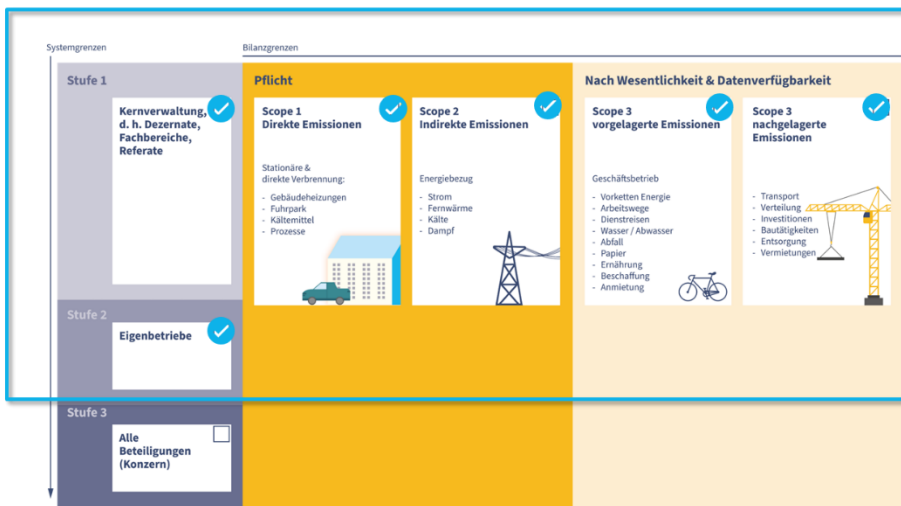 Systemgrenzen
Bilanzgrenzen
Stufe 1
Kernverwaltung,
d. h. Dezernate,
Fachbereiche,
Referate
Pflicht
Scope 1
Direkte Emissionen
Stationäre &
direkte Verbrennung:
- Gebäudeheizungen
- Fuhrpark
- Kältemittel
- Prozesse
Scope 2
Indirekte Emissionen
Energiebezug
- Strom
- Fernwärme
- Kälte
- Dampf
Nach Wesentlichkeit & Datenverfügbarkeit
Scope 3
vorgelagerte Emissionen
Geschäftsbetrieb
- Vorketten Energie
- Arbeitswege
- Dienstreisen
- Wasser / Abwasser
- Abfall
- Papier
- Ernährung
- Beschaffung
- Anmietung
Scope 3
nachgelagerte
Emissionen
- Transport
- Verteilung
- Investitionen
- Bautätigkeiten
- Entsorgung
- Vermietungen
Stufe 2
Eigenbetriebe
Stufe 3
Alle
Beteiligungen
(Konzern)